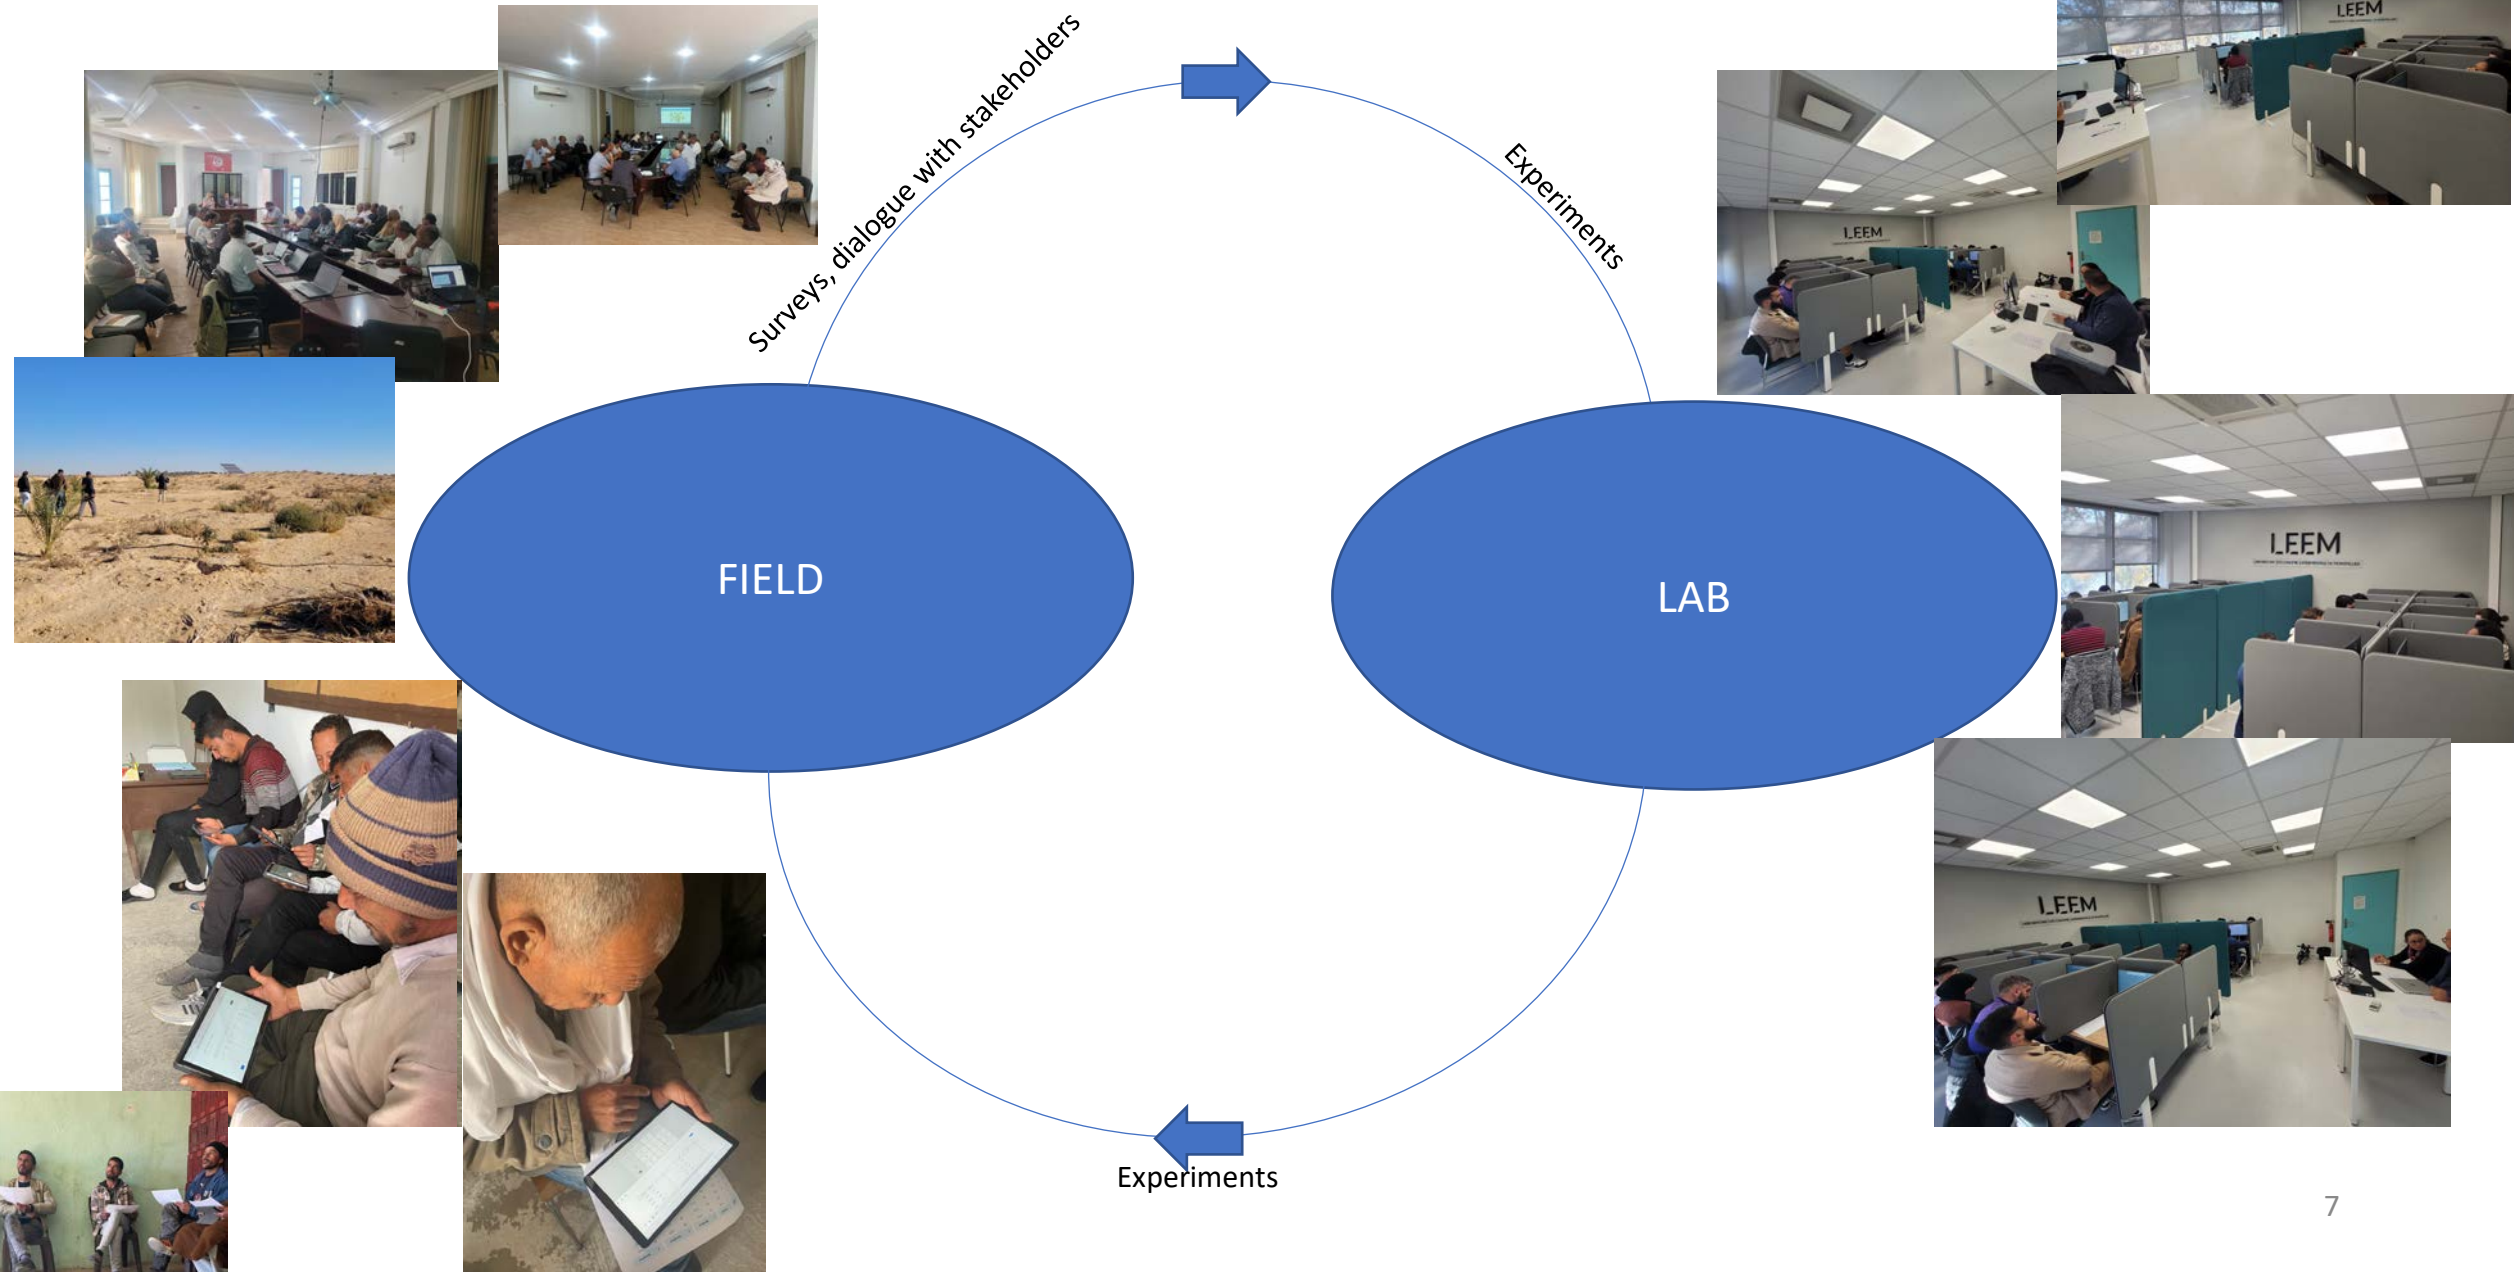 LEEM
Surveys, dialogue with stakeholders
Experiments
LEEM
FIELD
LAB
LEEM
LEEM
Experiments
7